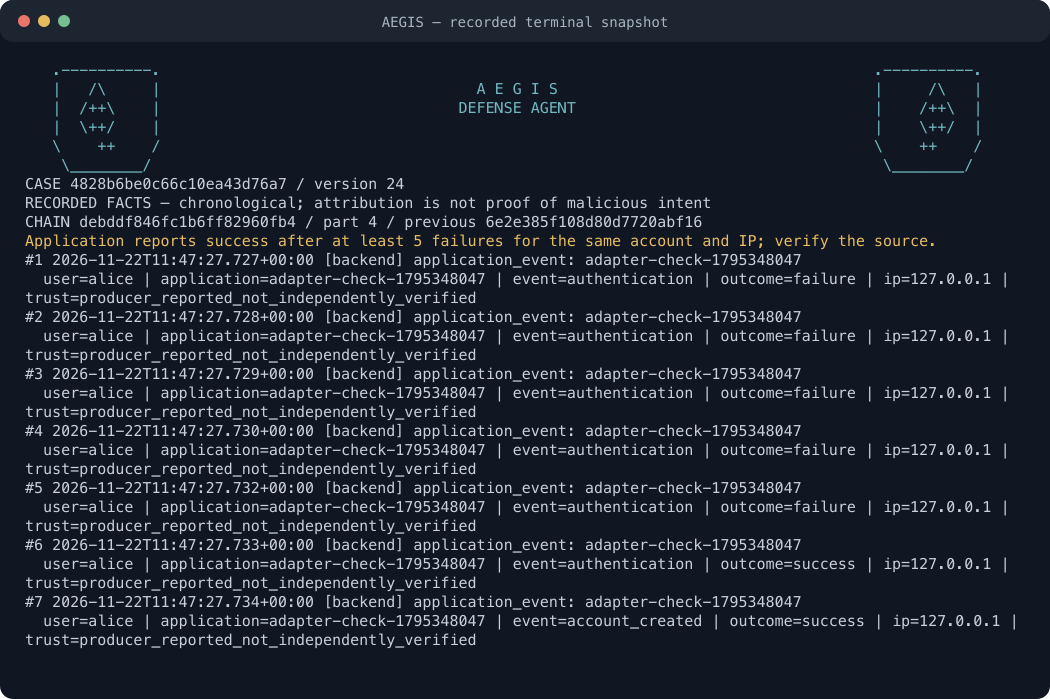 AEGIS — recorded terminal snapshot
A E G I S
DEFENSE AGENT
CASE 4828b6be0c66c10ea43d76a7 / version 24
RECORDED FACTS — chronological; attribution is not proof of malicious intent
CHAIN debddf846fc1b6ff82960fb4 / part 4 / previous 6e2e385f108d80d7720abf16
Application reports success after at least 5 failures for the same account and IP; verify the source.
#1 2026-11-22T11:47:27.727+00:00 [backend] application_event: adapter-check-1795348047
user=alice | application=adapter-check-1795348047 | event=authentication | outcome=failure | ip=127.0.0.1 |
trust=producer_reported_not_independently_verified
#2 2026-11-22T11:47:27.728+00:00 [backend] application_event: adapter-check-1795348047
user=alice | application=adapter-check-1795348047 | event=authentication | outcome=failure | ip=127.0.0.1 |
trust=producer_reported_not_independently_verified
#3 2026-11-22T11:47:27.729+00:00 [backend] application_event: adapter-check-1795348047
user=alice | application=adapter-check-1795348047 | event=authentication | outcome=failure | ip=127.0.0.1 |
trust=producer_reported_not_independently_verified
#4 2026-11-22T11:47:27.730+00:00 [backend] application_event: adapter-check-1795348047
user=alice | application=adapter-check-1795348047 | event=authentication | outcome=failure | ip=127.0.0.1 |
trust=producer_reported_not_independently_verified
#5 2026-11-22T11:47:27.732+00:00 [backend] application_event: adapter-check-1795348047
user=alice | application=adapter-check-1795348047 | event=authentication | outcome=failure | ip=127.0.0.1 |
trust=producer_reported_not_independently_verified
#6 2026-11-22T11:47:27.733+00:00 [backend] application_event: adapter-check-1795348047
user=alice | application=adapter-check-1795348047 | event=authentication | outcome=success | ip=127.0.0.1 |
trust=producer_reported_not_independently_verified
#7 2026-11-22T11:47:27.734+00:00 [backend] application_event: adapter-check-1795348047
user=alice | application=adapter-check-1795348047 | event=account_created | outcome=success | ip=127.0.0.1 |
trust=producer_reported_not_independently_verified